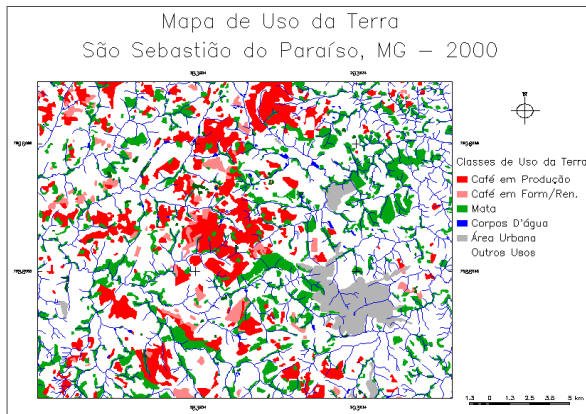 Mapa de Uso da Terra
São Sebastião do Paraíso, MG – 2000
N
Classes de Uso da Terra
Café em Produção
Café em Form/Ren.
Mata
Corpos D'água
Área Urbana
Outros Usos
1.3 0 1.3 2.5 3.8 5 km